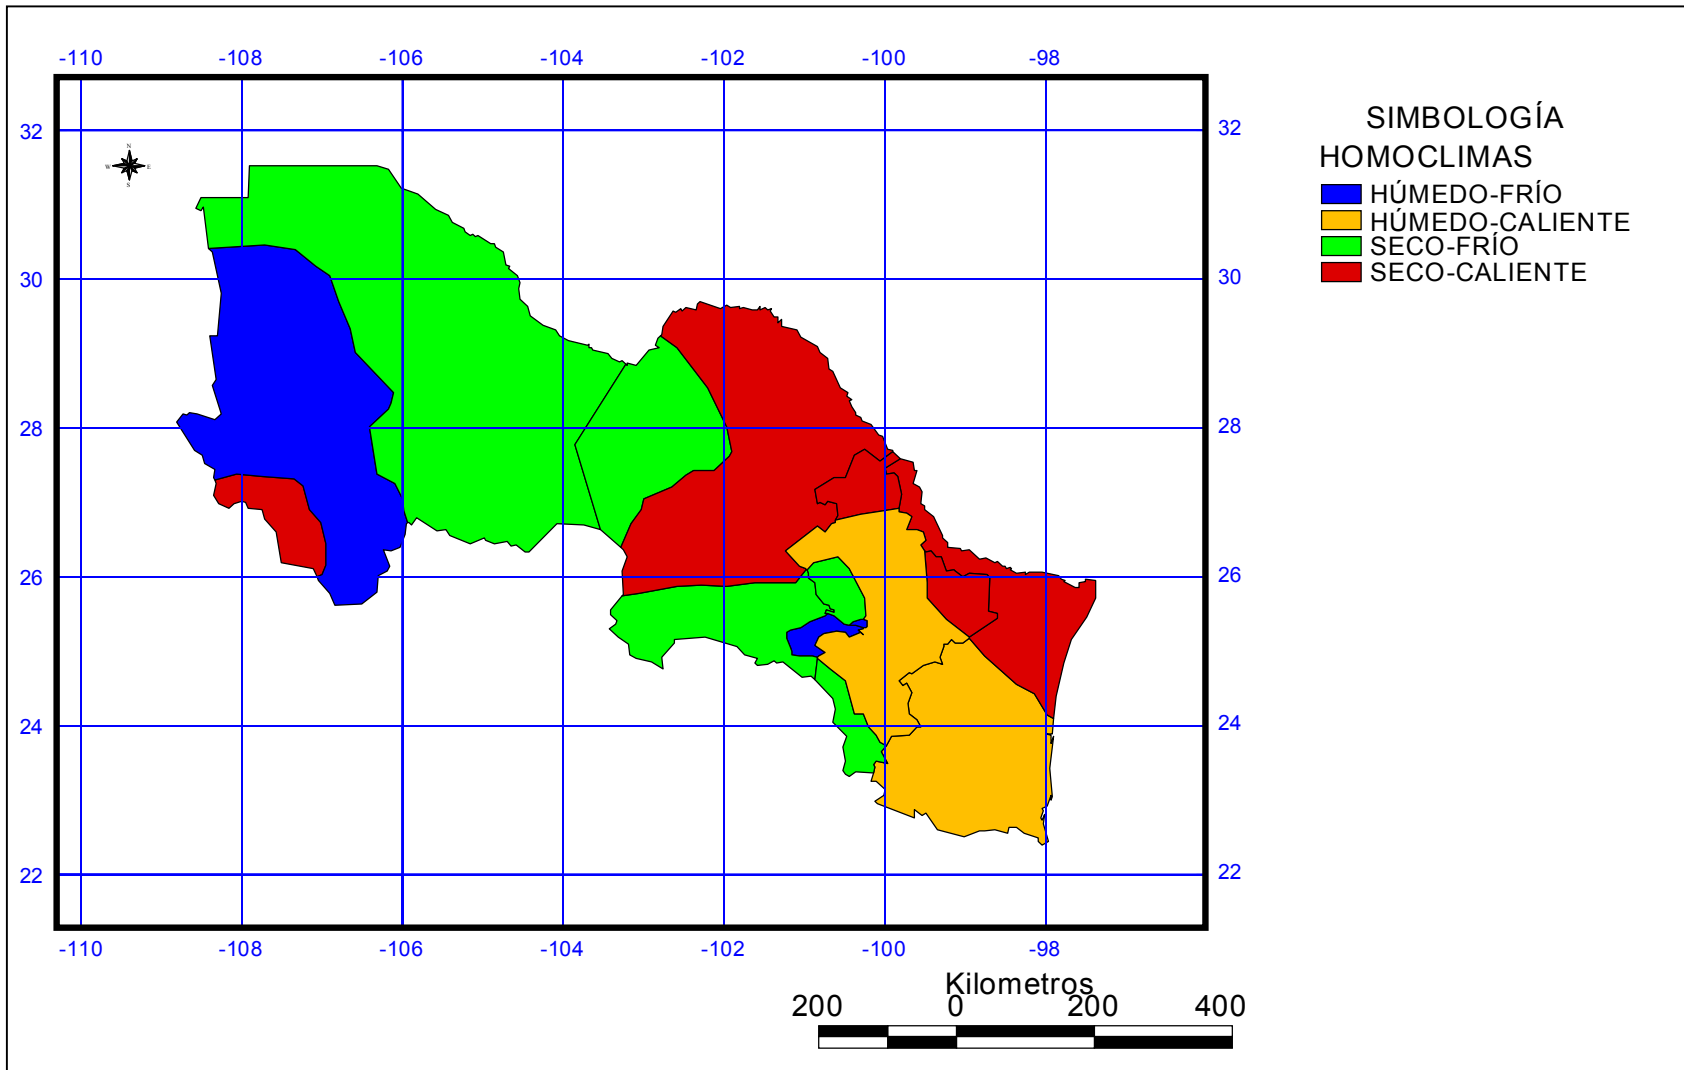 -110 -108 -106 -104 -102 -100 -98
32 32
N
W E
S
30 30
28 28
26 26
24 24
22 22
-110 -108 -106 -104 -102 -100 -98
SIMBOLOGÍA
HOMOCLIMAS
HÚMEDO-FRÍO
HÚMEDO-CALIENTE
SECO-FRÍO
SECO-CALIENTE
Kilometros
200 0 200 400